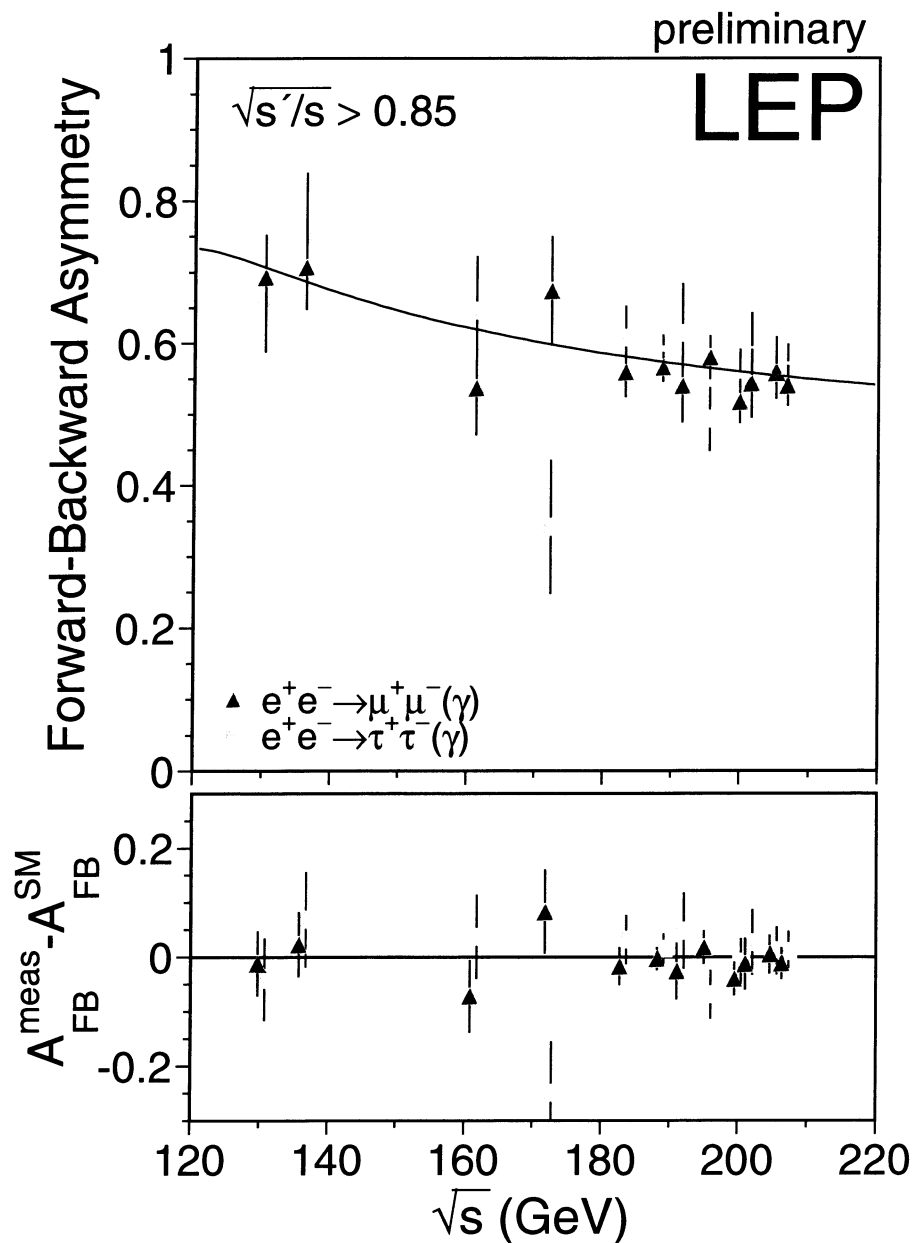 preliminary
LEP
√s´/s > 0.85
Forward-Backward Asymmetry
1
0.8
0.6
0.4
0.2
0
▲ e⁺e⁻→μ⁺μ⁻(γ)
e⁺e⁻→τ⁺τ⁻(γ)
A_FB^meas-A_FB^SM
0.2
0
-0.2
120 140 160 180 200 220
√s (GeV)